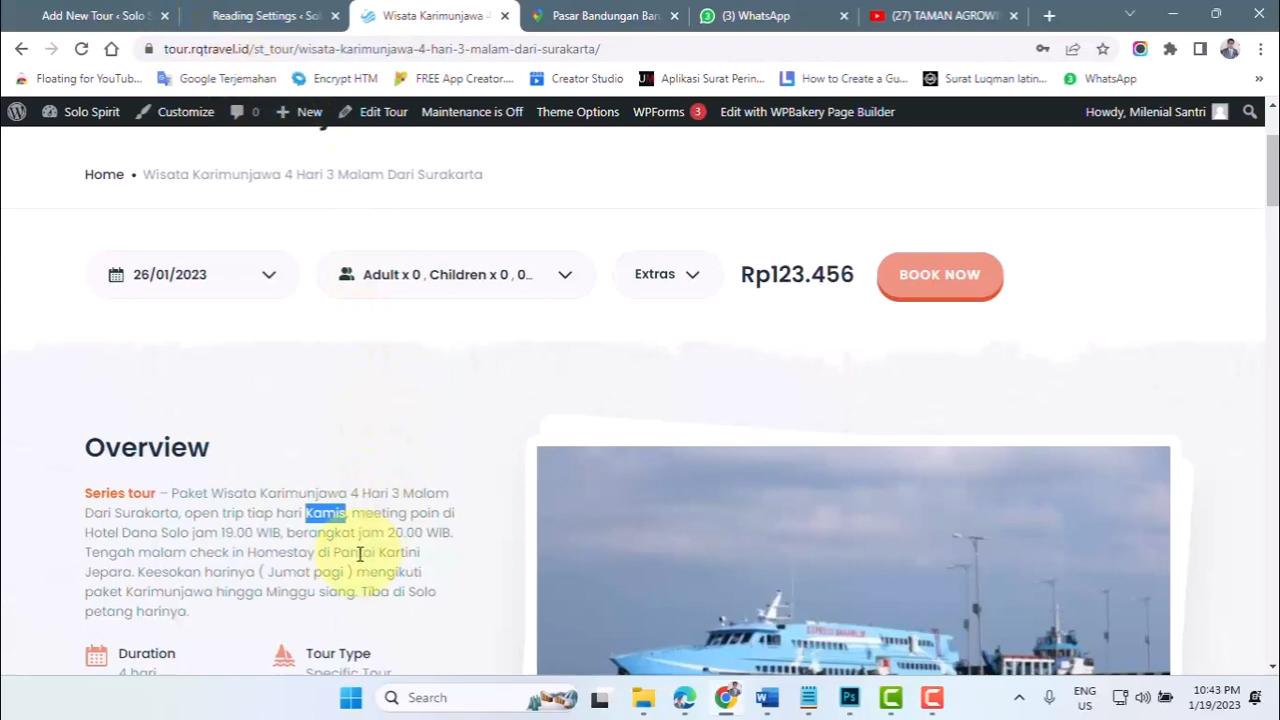 Add New Tour ‹ Solo S
Reading Settings ‹ Sol
Wisata Karimunjawa
Pasar Bandungan Baru
(3) WhatsApp
(27) TAMAN AGROW
tour.rqtravel.id/st_tour/wisata-karimunjawa-4-hari-3-malam-dari-surakarta/
Floating for YouTub...
Google Terjemahan
Encrypt HTM
FREE App Creator....
Creator Studio
Aplikasi Surat Perin...
How to Create a Gu...
Surat Luqman latin...
WhatsApp
»
Solo Spirit
Customize
0
New
Edit Tour
Maintenance is Off
Theme Options
WPForms 3
Edit with WPBakery Page Builder
Howdy, Milenial Santri
Home • Wisata Karimunjawa 4 Hari 3 Malam Dari Surakarta
26/01/2023
Adult x 0 , Children x 0 , 0...
Extras
Rp123.456
BOOK NOW
Overview
Series tour – Paket Wisata Karimunjawa 4 Hari 3 Malam
Dari Surakarta, open trip tiap hari Kamis, meeting poin di
Hotel Dana Solo jam 19.00 WIB, berangkat jam 20.00 WIB.
Tengah malam check in Homestay di Pantai Kartini
Jepara. Keesokan harinya ( Jumat pagi ) mengikuti
paket Karimunjawa hingga Minggu siang. Tiba di Solo
petang harinya.
Duration
4 hari
Tour Type
Specific Tour
Search
ENG
US
10:43 PM
1/19/2023